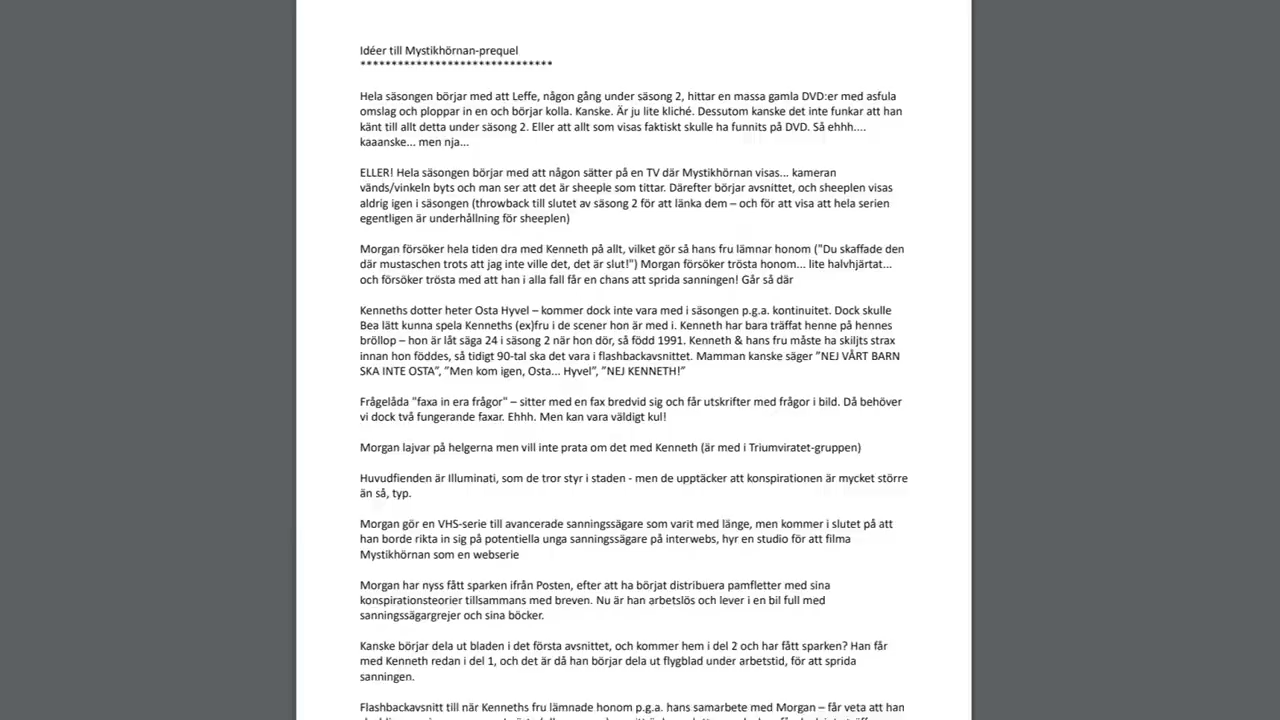 Idéer till Mystikhörnan-prequel
*******************************
Hela säsongen börjar med att Leffe, någon gång under säsong 2, hittar en massa gamla DVD:er med asfula
omslag och ploppar in en och börjar kolla. Kanske. Är ju lite kliché. Dessutom kanske det inte funkar att han
känt till allt detta under säsong 2. Eller att allt som visas faktiskt skulle ha funnits på DVD. Så ehhh....
kaaanske... men nja...
ELLER! Hela säsongen börjar med att någon sätter på en TV där Mystikhörnan visas... kameran
vänds/vinkeln byts och man ser att det är sheeple som tittar. Därefter börjar avsnittet, och sheeplen visas
aldrig igen i säsongen (throwback till slutet av säsong 2 för att länka dem – och för att visa att hela serien
egentligen är underhållning för sheeplen)
Morgan försöker hela tiden dra med Kenneth på allt, vilket gör så hans fru lämnar honom ("Du skaffade den
där mustaschen trots att jag inte ville det, det är slut!") Morgan försöker trösta honom... lite halvhjärtat...
och försöker trösta med att han i alla fall får en chans att sprida sanningen! Går så där
Kenneths dotter heter Osta Hyvel – kommer dock inte vara med i säsongen p.g.a. kontinuitet. Dock skulle
Bea lätt kunna spela Kenneths (ex)fru i de scener hon är med i. Kenneth har bara träffat henne på hennes
bröllop – hon är låt säga 24 i säsong 2 när hon dör, så född 1991. Kenneth & hans fru måste ha skiljts strax
innan hon föddes, så tidigt 90-tal ska det vara i flashbackavsnittet. Mamman kanske säger ”NEJ VÅRT BARN
SKA INTE OSTA”, ”Men kom igen, Osta... Hyvel”, ”NEJ KENNETH!”
Frågelåda "faxa in era frågor" – sitter med en fax bredvid sig och får utskrifter med frågor i bild. Då behöver
vi dock två fungerande faxar. Ehhh. Men kan vara väldigt kul!
Morgan lajvar på helgerna men vill inte prata om det med Kenneth (är med i Triumviratet-gruppen)
Huvudfienden är Illuminati, som de tror styr i staden - men de upptäcker att konspirationen är mycket större
än så, typ.
Morgan gör en VHS-serie till avancerade sanningssägare som varit med länge, men kommer i slutet på att
han borde rikta in sig på potentiella unga sanningssägare på interwebs, hyr en studio för att filma
Mystikhörnan som en webserie
Morgan har nyss fått sparken ifrån Posten, efter att ha börjat distribuera pamfletter med sina
konspirationsteorier tillsammans med breven. Nu är han arbetslös och lever i en bil full med
sanningssägargrejer och sina böcker.
Kanske börjar dela ut bladen i det första avsnittet, och kommer hem i del 2 och har fått sparken? Han får
med Kenneth redan i del 1, och det är då han börjar dela ut flygblad under arbetstid, för att sprida
sanningen.
Flashbackavsnitt till när Kenneths fru lämnade honom p.g.a. hans samarbete med Morgan – får veta att han